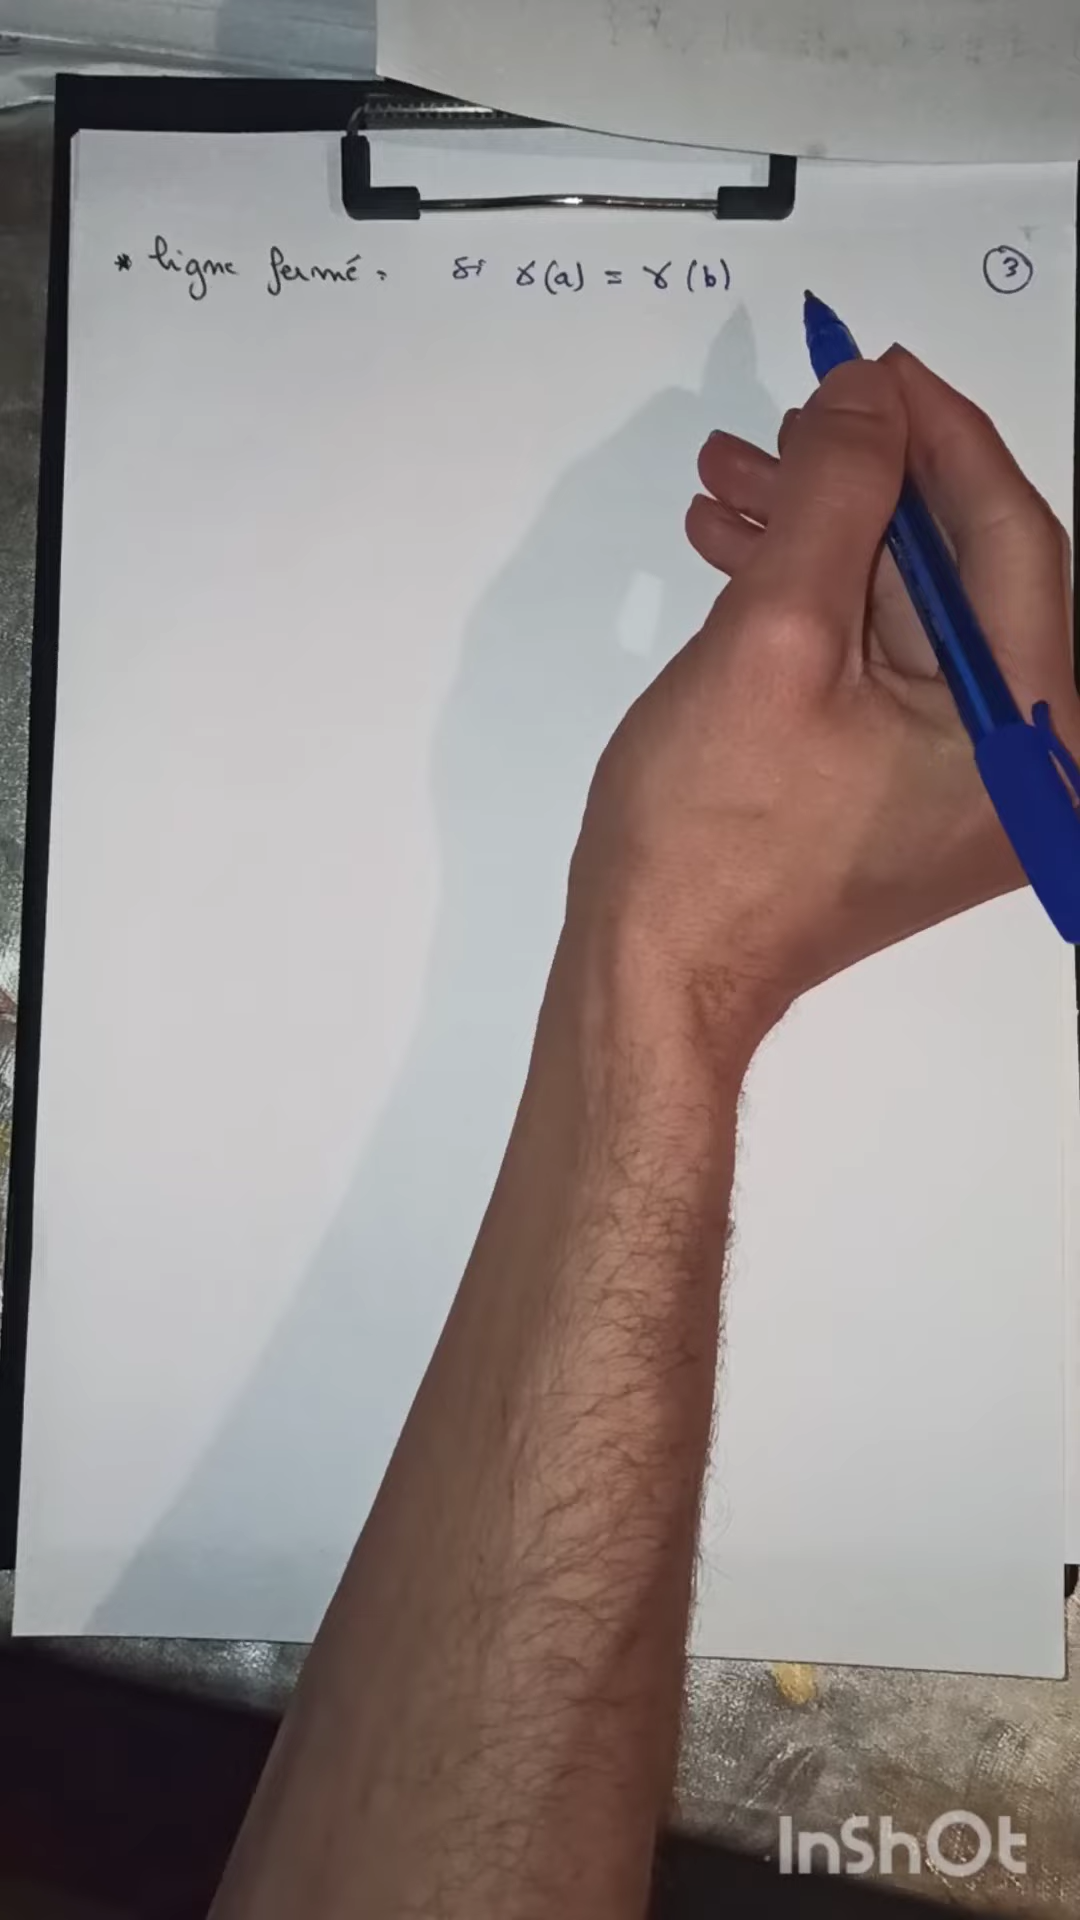 * ligne fermé : si γ(a) = γ(b) ③
InShOt